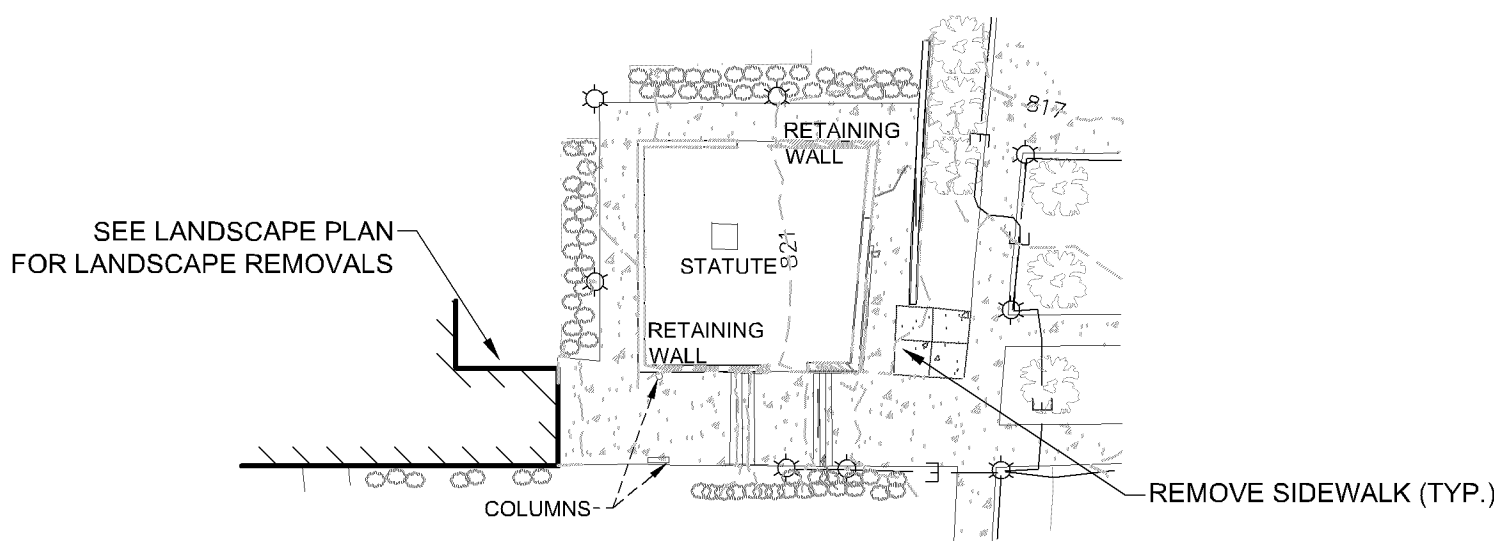 817
RETAINING
WALL
SEE LANDSCAPE PLAN
FOR LANDSCAPE REMOVALS
STATUTE
821
RETAINING
WALL
E
E
E
E
COLUMNS
REMOVE SIDEWALK (TYP.)